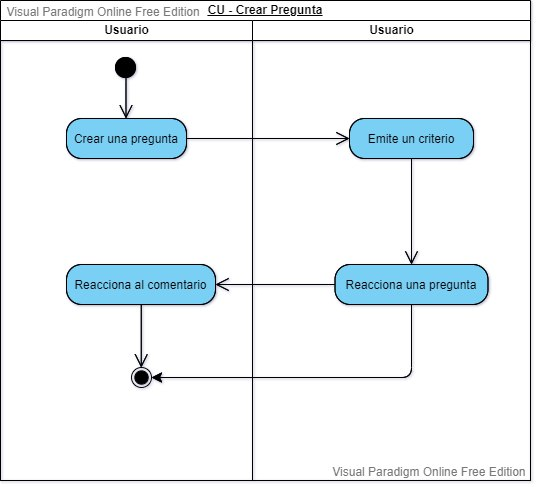 Visual Paradigm Online Free Edition CU - Crear Pregunta
Usuario Usuario
Crear una pregunta Emite un criterio
Reacciona al comentario Reacciona una pregunta
Visual Paradigm Online Free Edition